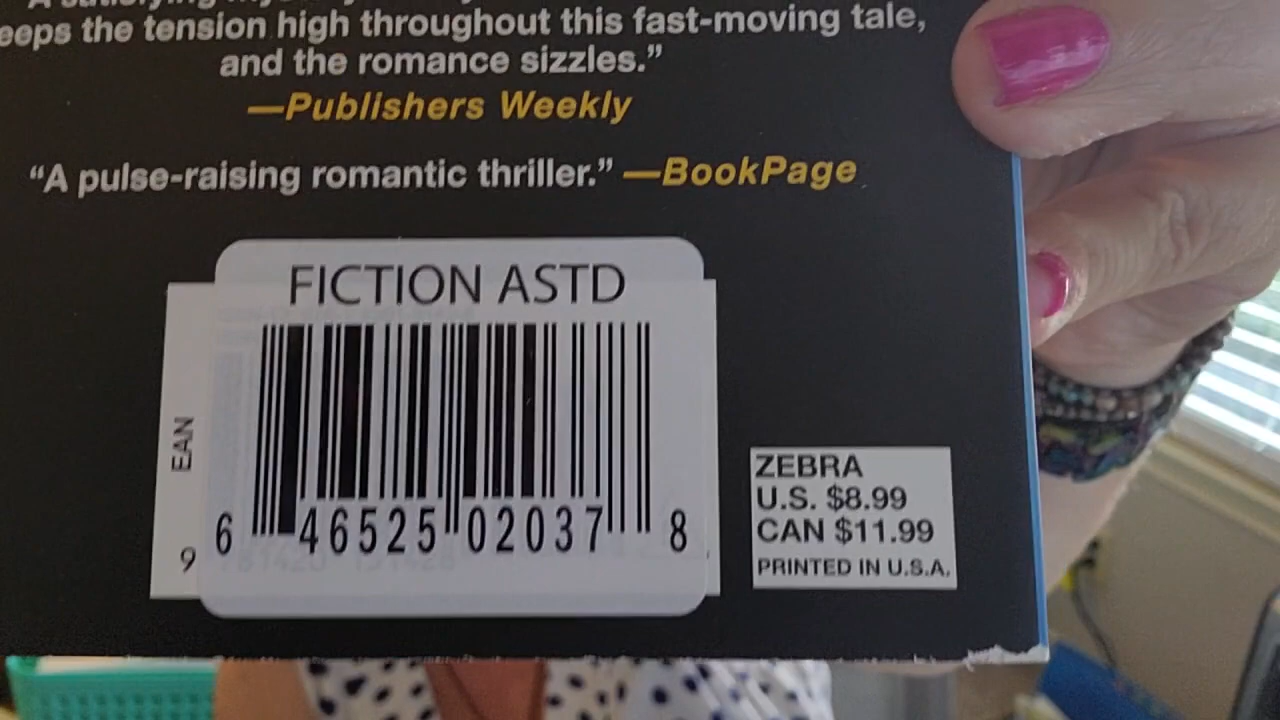 eeps the tension high throughout this fast-moving tale,
and the romance sizzles.”
—Publishers Weekly
“A pulse-raising romantic thriller.” —BookPage
FICTION ASTD
EAN
9
6 46525 02037 8
ZEBRA
U.S. $8.99
CAN $11.99
PRINTED IN U.S.A.